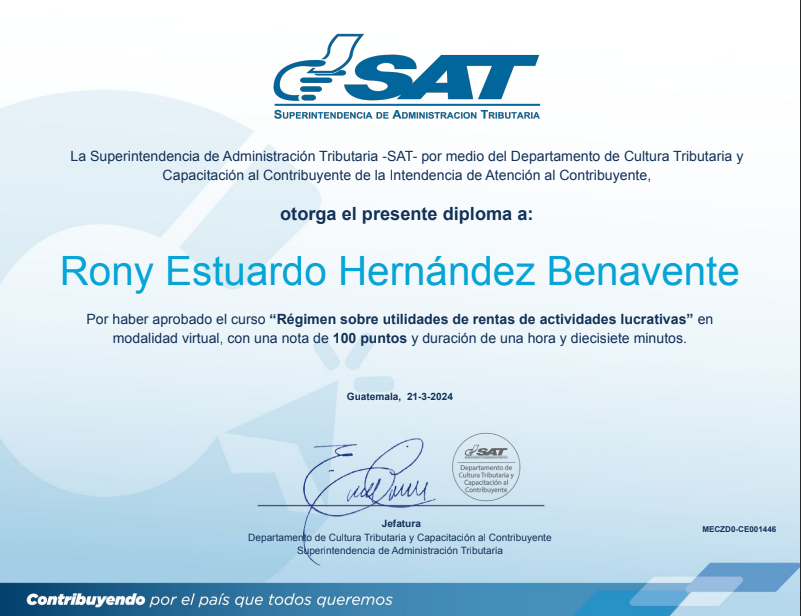 SAT
SUPERINTENDENCIA DE ADMINISTRACION TRIBUTARIA
La Superintendencia de Administración Tributaria -SAT- por medio del Departamento de Cultura Tributaria y
Capacitación al Contribuyente de la Intendencia de Atención al Contribuyente,
otorga el presente diploma a:
Rony Estuardo Hernández Benavente
Por haber aprobado el curso “Régimen sobre utilidades de rentas de actividades lucrativas” en
modalidad virtual, con una nota de 100 puntos y duración de una hora y diecisiete minutos.
Guatemala, 21-3-2024
SAT
Departamento de
Cultura Tributaria y
Capacitación al
Contribuyente
Jefatura
Departamento de Cultura Tributaria y Capacitación al Contribuyente
Superintendencia de Administración Tributaria
MECZD0-CE001446
Contribuyendo por el país que todos queremos